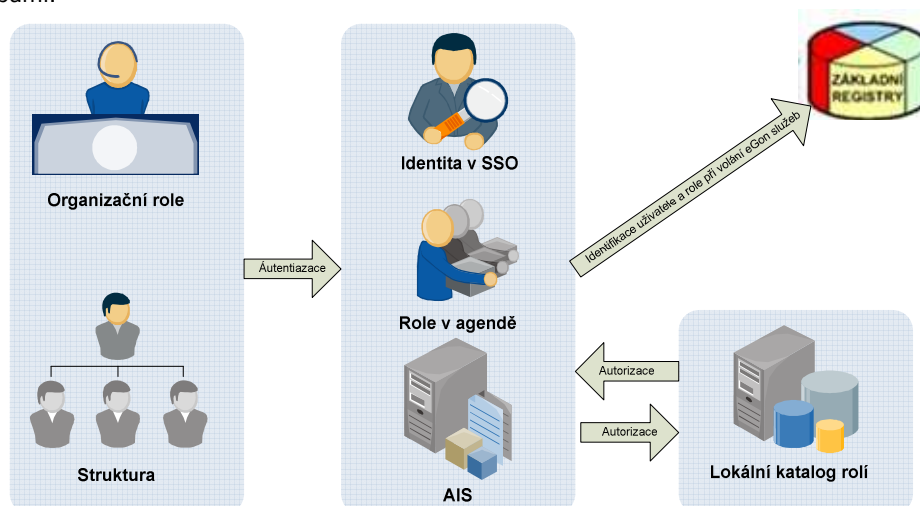 Organizační role
Struktura
Áutentiazace
Identita v SSO
Role v agendě
AIS
Identifikace uživatele a role při volání eGon služeb
ZÁKLADNÍ
REGISTRY
Autorizace
Autorizace
Lokální katalog rolí